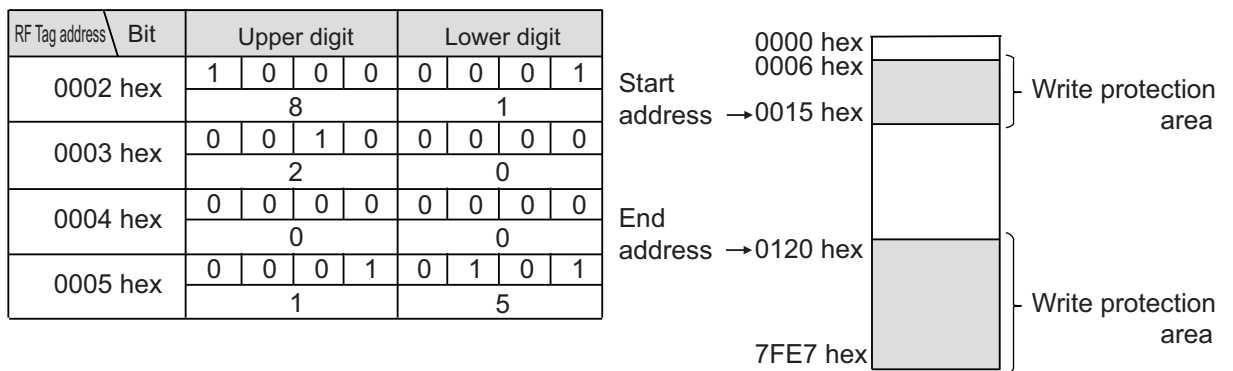 RF Tag address Bit Upper digit Lower digit
0002 hex
1 0 0 0 0 0 0 1
8 1
0003 hex
0 0 1 0 0 0 0 0
2 0
0004 hex
0 0 0 0 0 0 0 0
0 0
0005 hex
0 0 0 1 0 1 0 1
1 5
Start
address → 0015 hex
End
address → 0120 hex
0000 hex
0006 hex
7FE7 hex
Write protection
area
Write protection
area